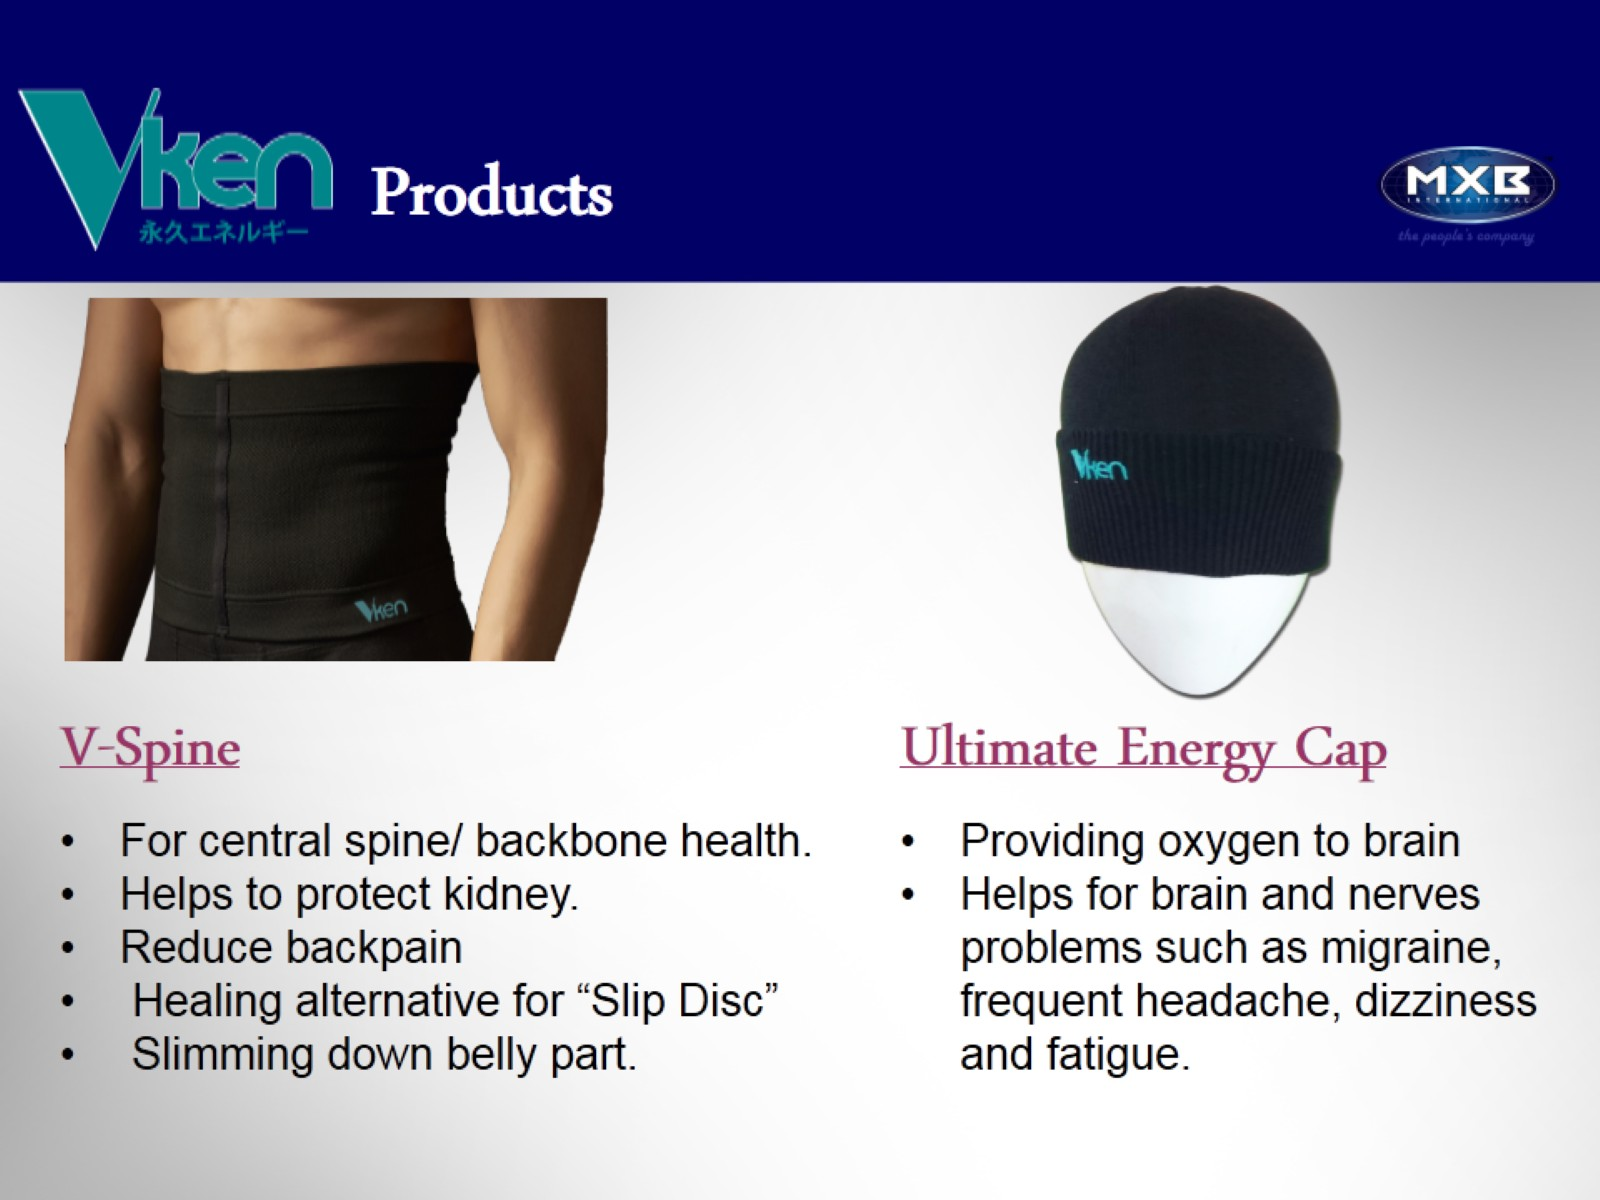 Vken
永久エネルギー
Products
MXB
INTERNATIONAL
the people's company
Vken
Vken
V-Spine
• For central spine/ backbone health.
• Helps to protect kidney.
• Reduce backpain
• Healing alternative for “Slip Disc”
• Slimming down belly part.
Ultimate Energy Cap
• Providing oxygen to brain
• Helps for brain and nerves
problems such as migraine,
frequent headache, dizziness
and fatigue.